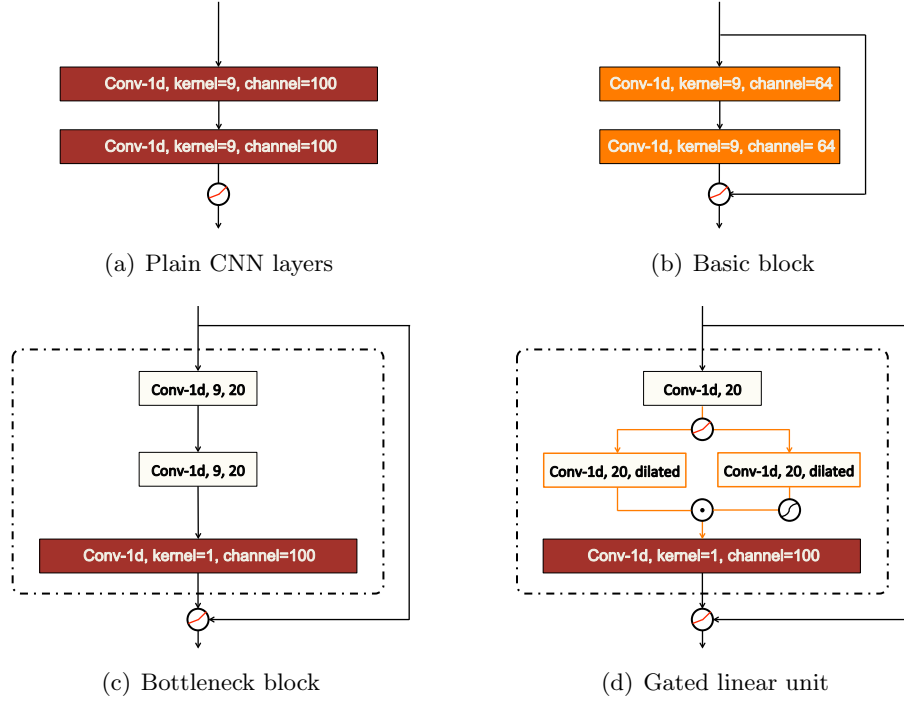 Conv-1d, kernel=9, channel=100
Conv-1d, kernel=9, channel=100
(a) Plain CNN layers
Conv-1d, kernel=9, channel=64
Conv-1d, kernel=9, channel= 64
(b) Basic block
Conv-1d, 9, 20
Conv-1d, 9, 20
Conv-1d, kernel=1, channel=100
(c) Bottleneck block
Conv-1d, 20
Conv-1d, 20, dilated
Conv-1d, 20, dilated
Conv-1d, kernel=1, channel=100
(d) Gated linear unit